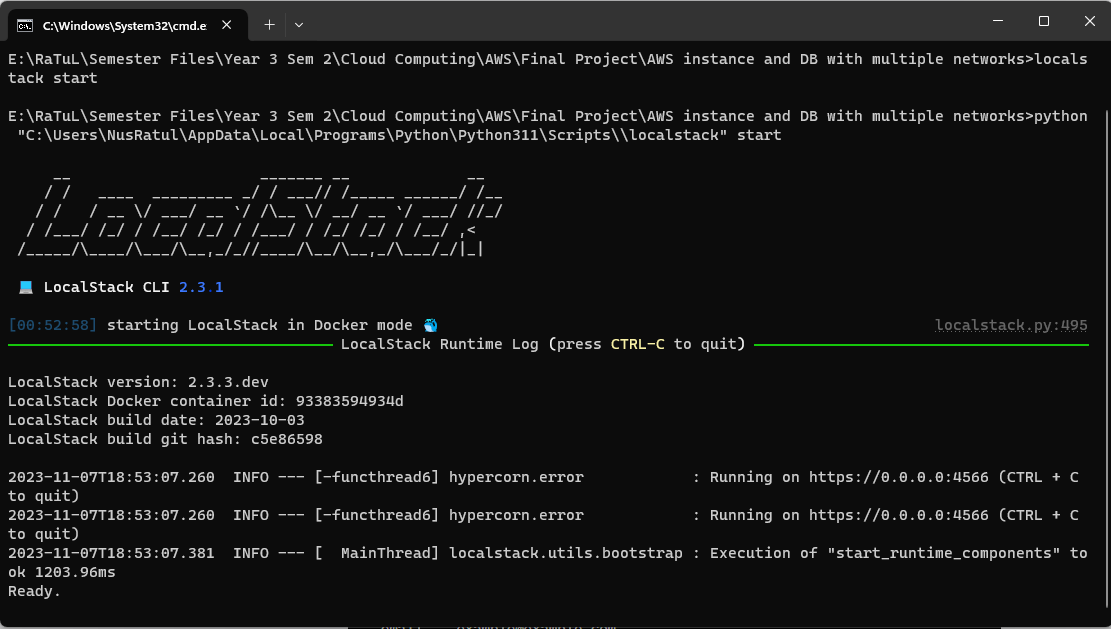 C:\Windows\System32\cmd.e
E:\RaTuL\Semester Files\Year 3 Sem 2\Cloud Computing\AWS\Final Project\AWS instance and DB with multiple networks>locals
tack start
E:\RaTuL\Semester Files\Year 3 Sem 2\Cloud Computing\AWS\Final Project\AWS instance and DB with multiple networks>python
"C:\Users\NusRatul\AppData\Local\Programs\Python\Python311\Scripts\\localstack" start
LocalStack
💻 LocalStack CLI 2.3.1
[00:52:58] starting LocalStack in Docker mode 🐳 localstack.py:495
LocalStack Runtime Log (press CTRL-C to quit)
LocalStack version: 2.3.3.dev
LocalStack Docker container id: 93383594934d
LocalStack build date: 2023-10-03
LocalStack build git hash: c5e86598
2023-11-07T18:53:07.260  INFO --- [-functhread6] hypercorn.error            : Running on https://0.0.0.0:4566 (CTRL + C
to quit)
2023-11-07T18:53:07.260  INFO --- [-functhread6] hypercorn.error            : Running on https://0.0.0.0:4566 (CTRL + C
to quit)
2023-11-07T18:53:07.381  INFO --- [  MainThread] localstack.utils.bootstrap : Execution of "start_runtime_components" to
ok 1203.96ms
Ready.